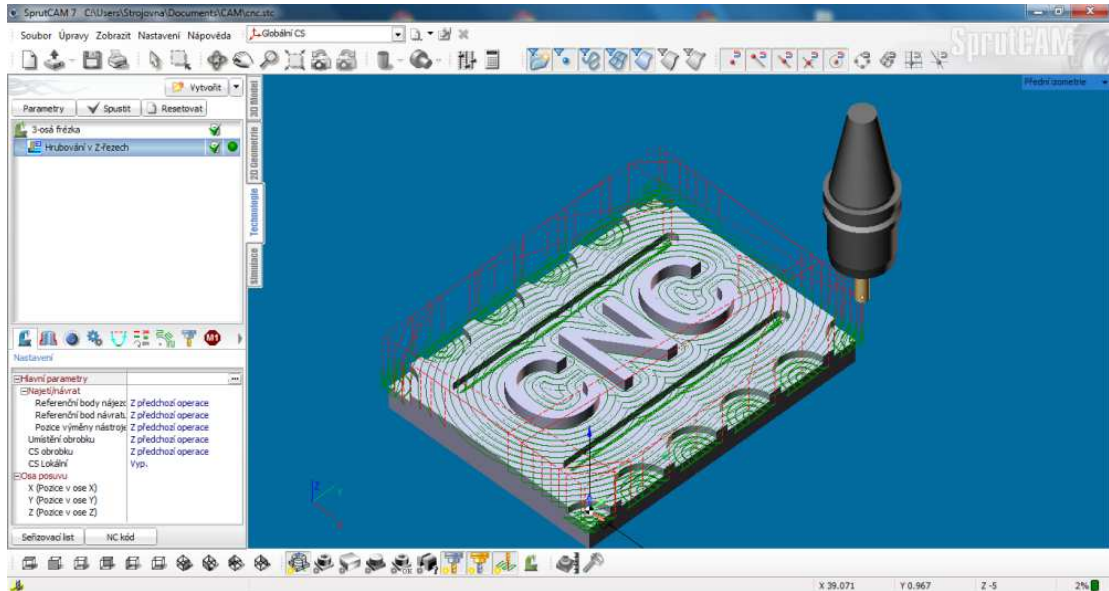 SprutCAM 7 C:\Users\Strojovna\Documents\CAM\cnc.stc
Soubor Úpravy Zobrazit Nastavení Nápověda
Globální CS
SprutCAM 7
Vytvořit
Parametry Spustit Resetovat
3-osá frézka
Hrubování v Z-řezech
3D Model
2D Geometrie
Technologie
Simulace
Přední izometrie
CNC
M1
Nastavení
Hlavní parametry
Najetí/návrat
Referenční body nájezd Z předchozí operace
Referenční bod návratu Z předchozí operace
Pozice výměny nástroje Z předchozí operace
Umístění obrobku Z předchozí operace
CS obrobku Z předchozí operace
CS Lokální Vyp.
Osa posuvu
X (Pozice v ose X)
Y (Pozice v ose Y)
Z (Pozice v ose Z)
Seřizovací list NC kód
Z Y X
OK
X 39.071 Y 0.967 Z -5 2%